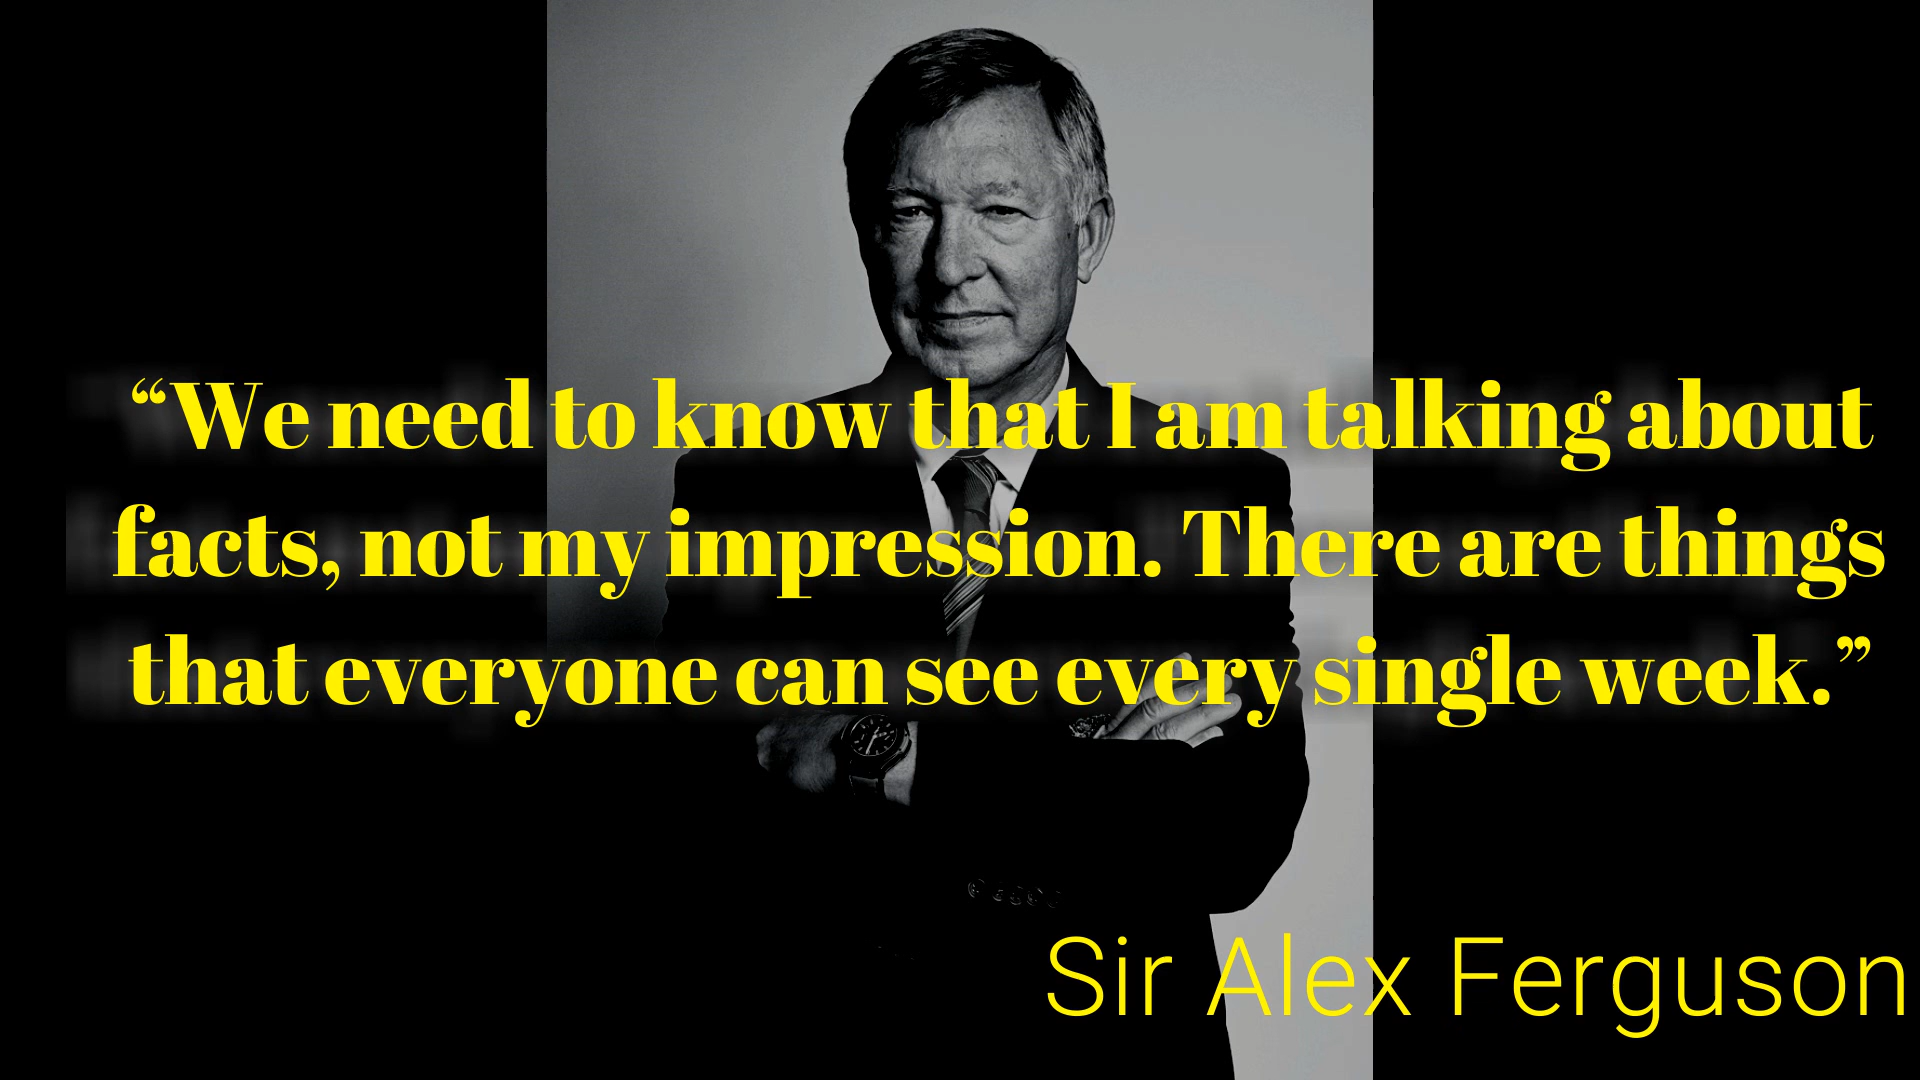 “We need to know that I am talking about
facts, not my impression. There are things
that everyone can see every single week.”
Sir Alex Ferguson